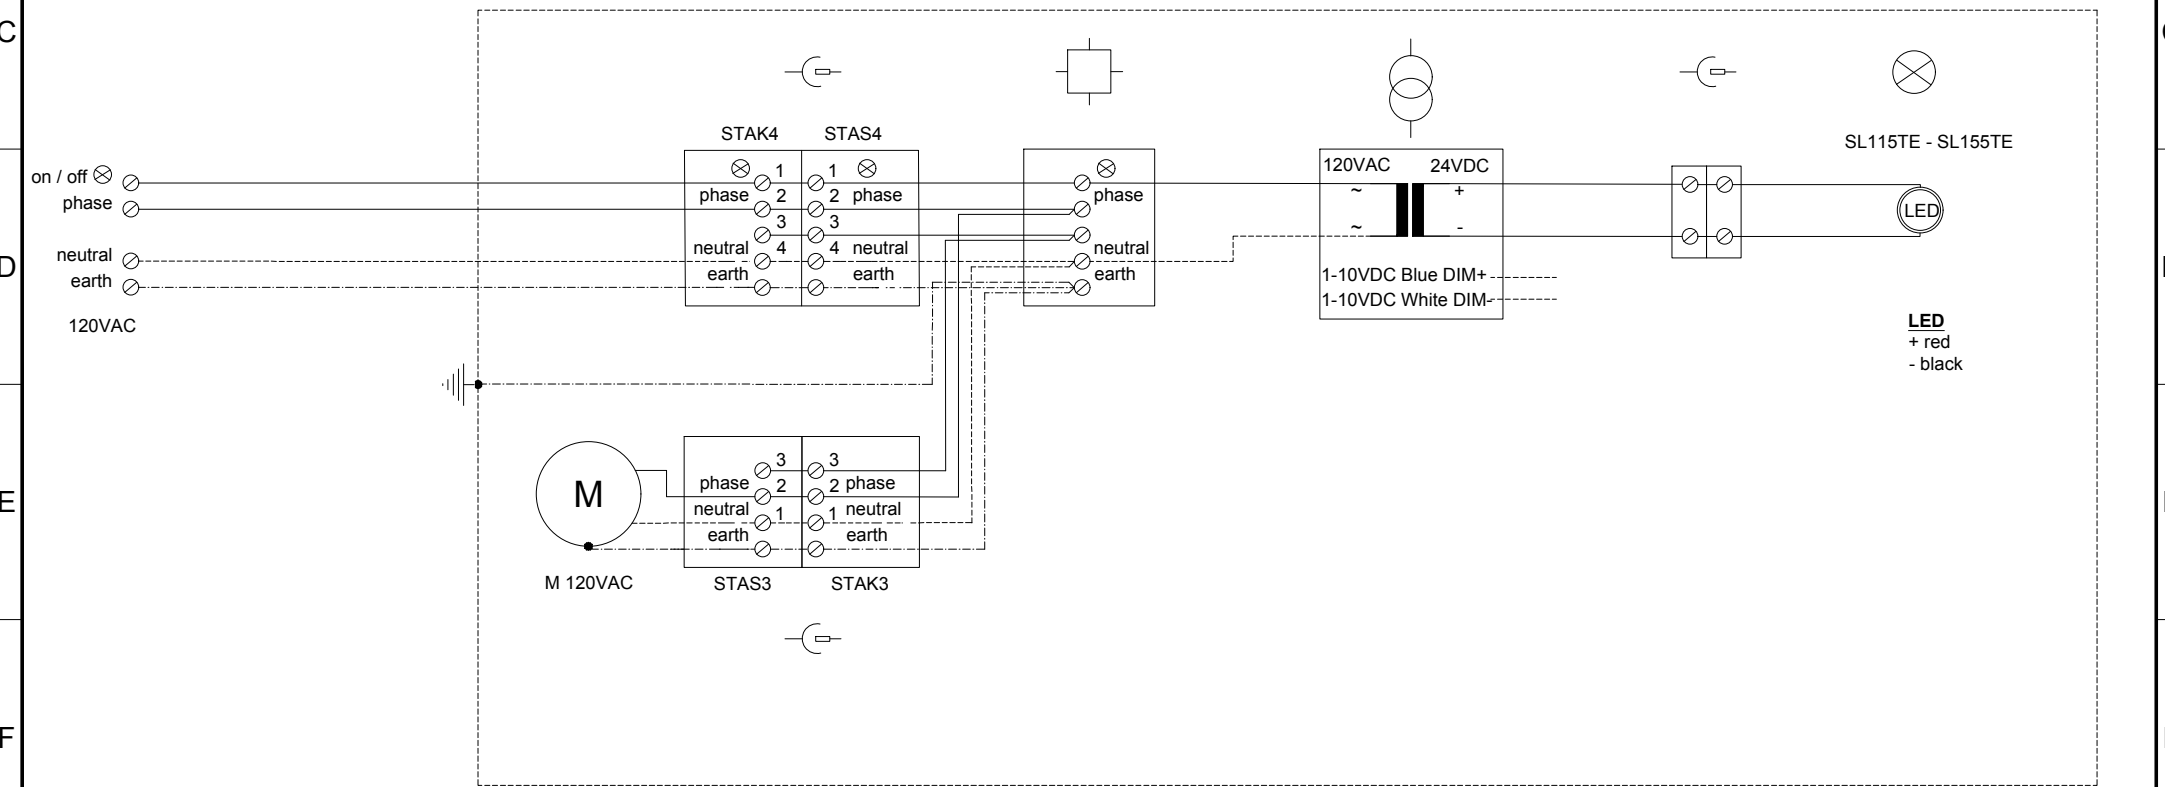 C
STAK4 STAS4
SL115TE - SL155TE
on / off
phase
neutral
earth
120VAC
1
phase 2
3
neutral 4
earth
1
2 phase
3
4 neutral
earth
phase
neutral
earth
120VAC 24VDC
~ +
~ -
1-10VDC Blue DIM+
1-10VDC White DIM-
LED
LED
+ red
- black
D
E
M
M 120VAC
3
phase 2
neutral 1
earth
3
2 phase
1 neutral
earth
STAS3 STAK3
F